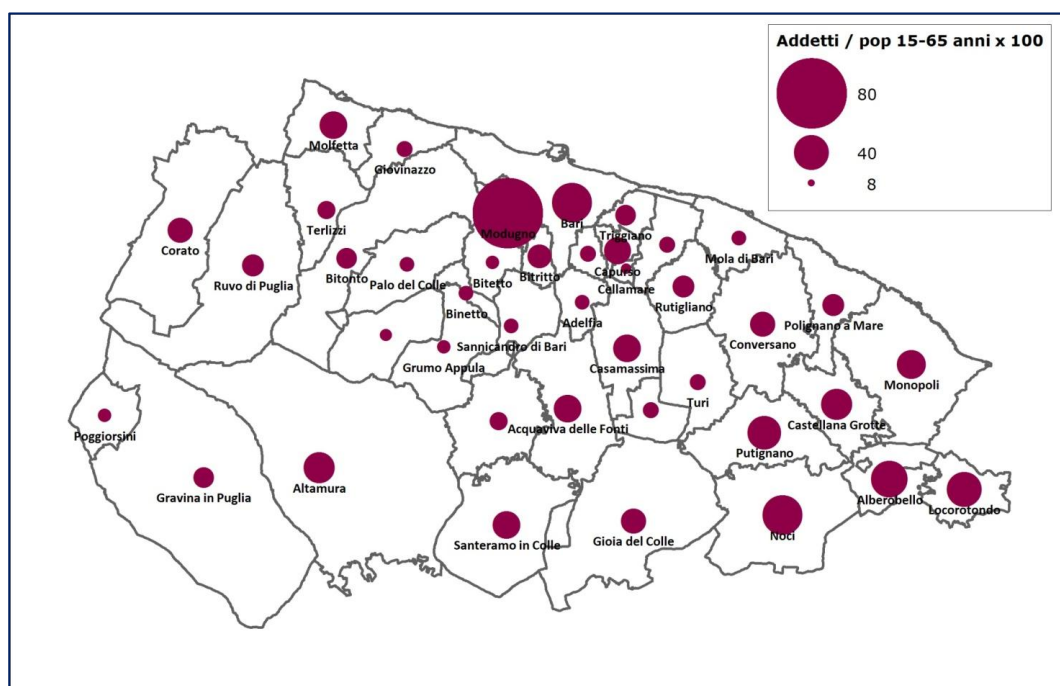 Addetti / pop 15-65 anni x 100
80
40
8
Molfetta
Giovinazzo
Bari
Modugno
Terlizzi
Triggiano
Corato
Mola di Bari
Ruvo di Puglia
Bitonto
Palo del Colle
Bitetto
Bitritto
Capurso
Cellamare
Rutigliano
Binetto
Adelfia
Polignano a Mare
Sannicandro di Bari
Conversano
Grumo Appula
Casamassima
Monopoli
Turi
Castellana Grotte
Poggiorsini
Acquaviva delle Fonti
Putignano
Altamura
Gravina in Puglia
Alberobello
Locorotondo
Santeramo in Colle
Gioia del Colle
Noci